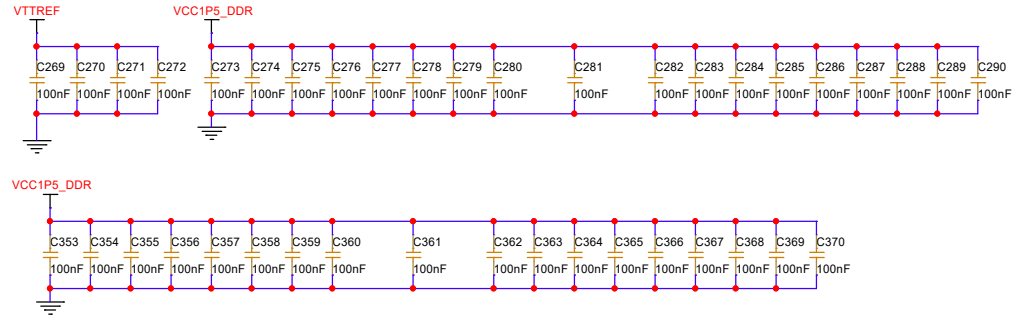 VTTREF VCC1P5_DDR
C269 C270 C271 C272 C273 C274 C275 C276 C277 C278 C279 C280 C281 C282 C283 C284 C285 C286 C287 C288 C289 C290
100nF 100nF 100nF 100nF 100nF 100nF 100nF 100nF 100nF 100nF 100nF 100nF 100nF 100nF 100nF 100nF 100nF 100nF 100nF 100nF 100nF 100nF
VCC1P5_DDR
C353 C354 C355 C356 C357 C358 C359 C360 C361 C362 C363 C364 C365 C366 C367 C368 C369 C370
100nF 100nF 100nF 100nF 100nF 100nF 100nF 100nF 100nF 100nF 100nF 100nF 100nF 100nF 100nF 100nF 100nF 100nF